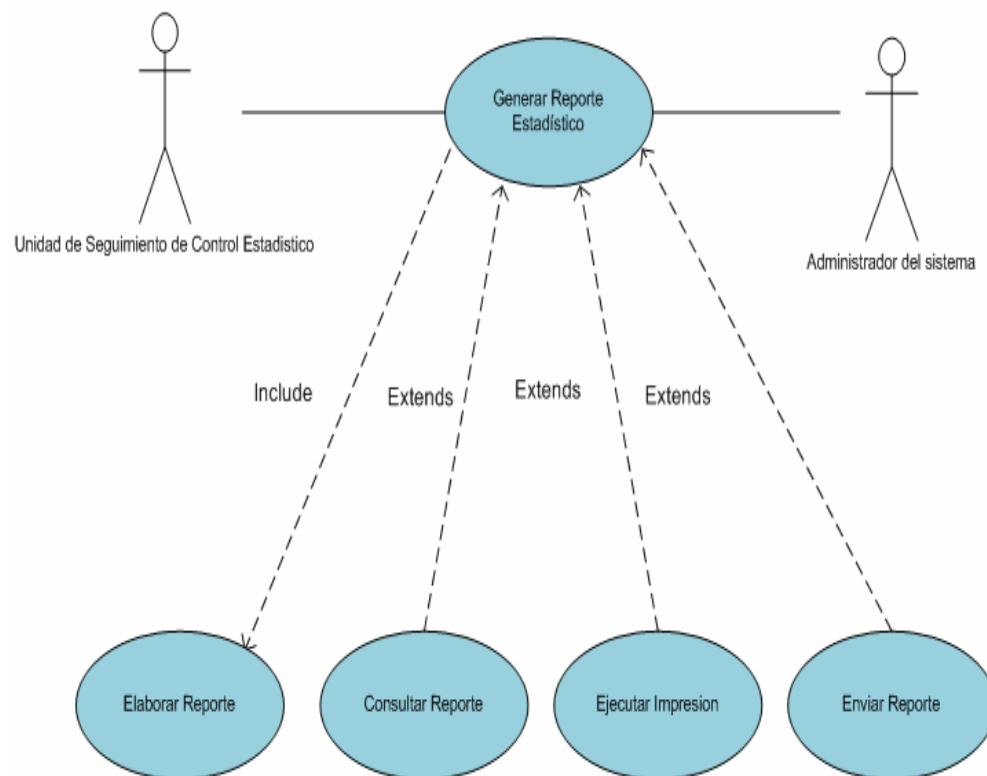 Generar Reporte
Estadístico
Unidad de Seguimiento de Control Estadistico
Administrador del sistema
Include
Extends
Extends
Extends
Elaborar Reporte
Consultar Reporte
Ejecutar Impresion
Enviar Reporte